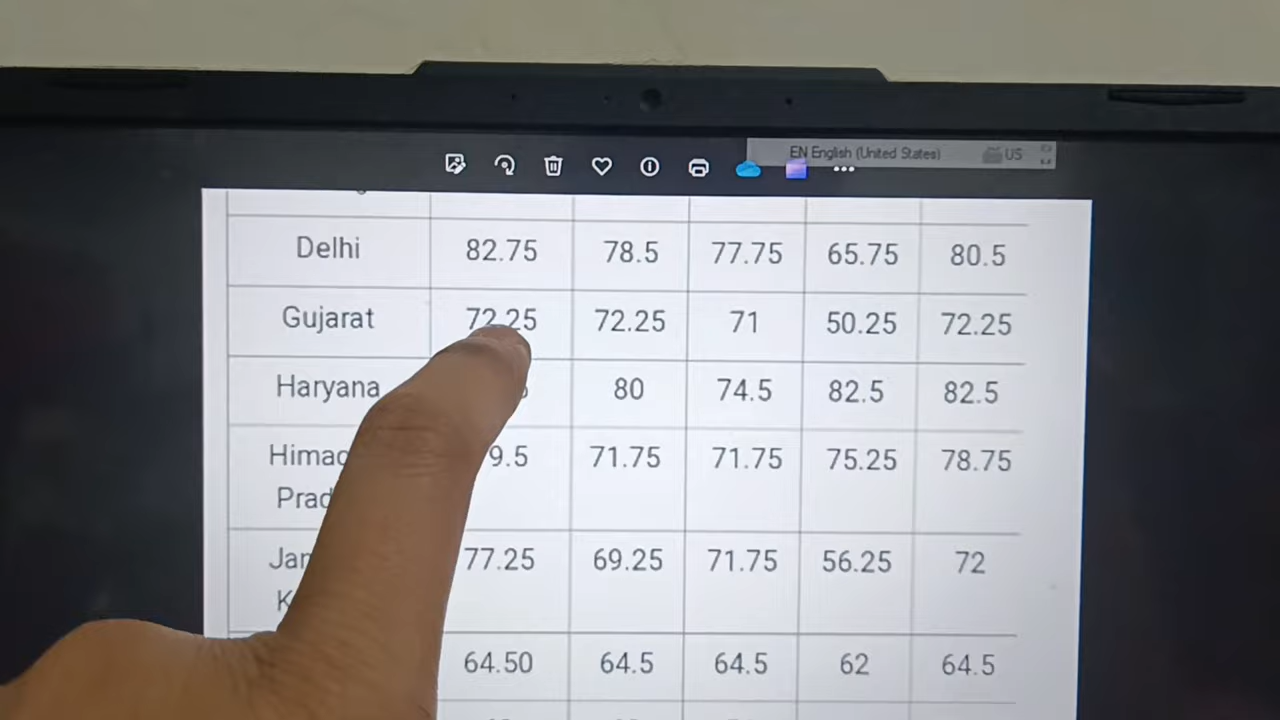 EN English (United States) US
Delhi 82.75 78.5 77.75 65.75 80.5
Gujarat 72.25 72.25 71 50.25 72.25
Haryana 80 74.5 82.5 82.5
9.5 71.75 71.75 75.25 78.75
77.25 69.25 71.75 56.25 72
64.50 64.5 64.5 62 64.5